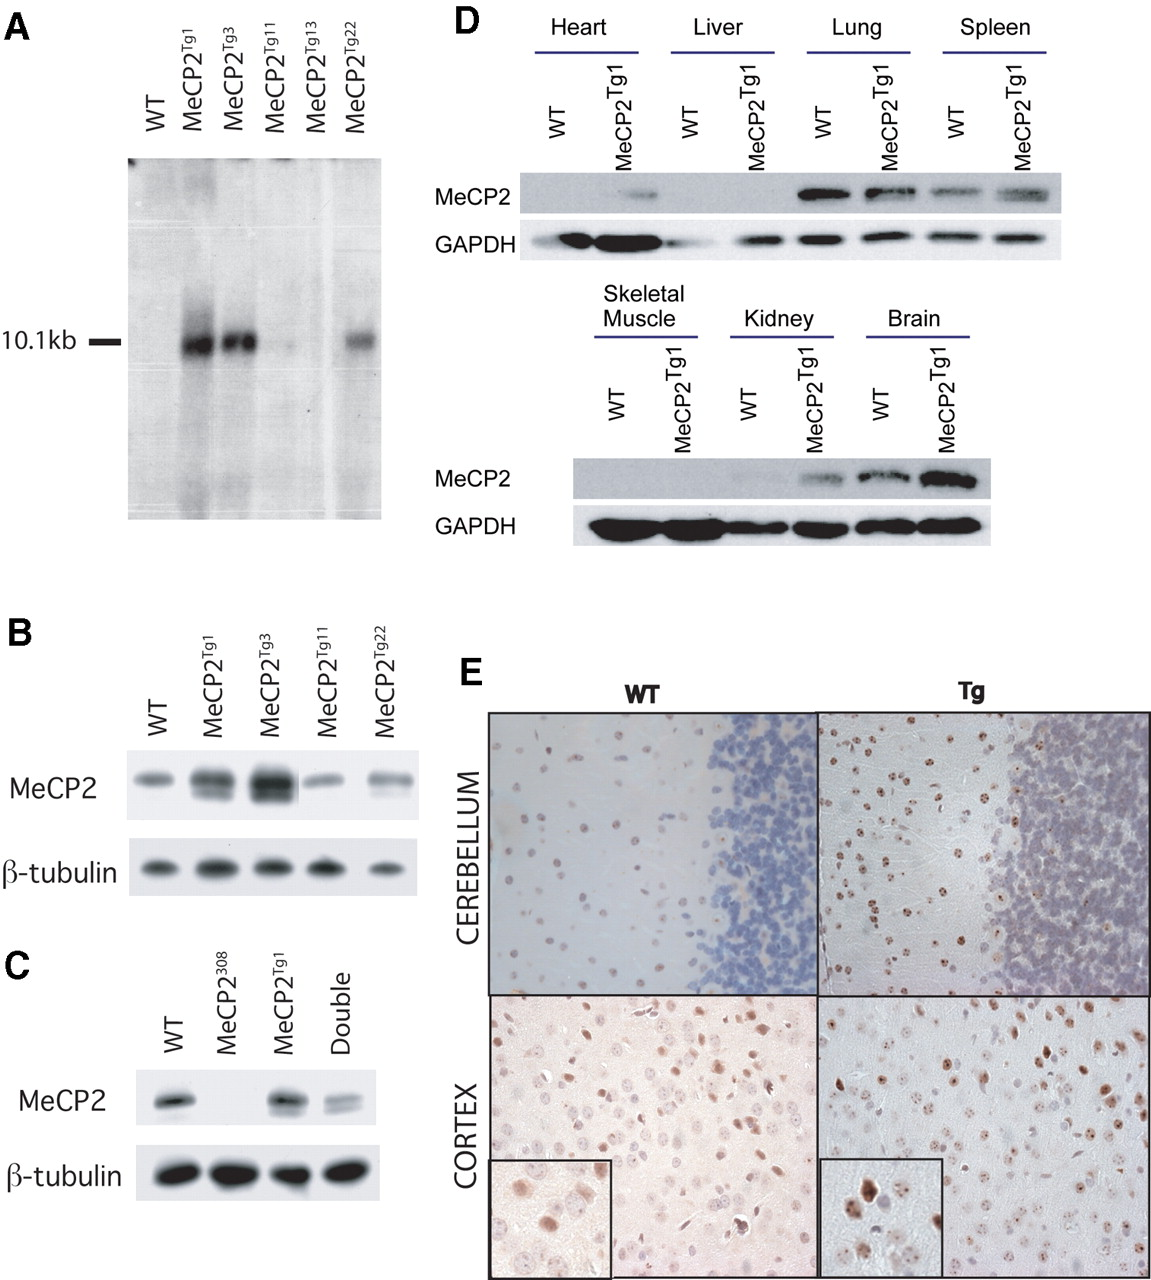 A
WT
MeCP2Tg1
MeCP2Tg3
MeCP2Tg11
MeCP2Tg13
MeCP2Tg22
10.1kb
B
WT
MeCP2Tg1
MeCP2Tg3
MeCP2Tg11
MeCP2Tg22
MeCP2
β-tubulin
C
WT
MeCP2308
MeCP2Tg1
Double
MeCP2
β-tubulin
D
Heart Liver Lung Spleen
WT MeCP2Tg1 WT MeCP2Tg1 WT MeCP2Tg1 WT MeCP2Tg1
MeCP2
GAPDH
Skeletal
Muscle Kidney Brain
WT MeCP2Tg1 WT MeCP2Tg1 WT MeCP2Tg1
MeCP2
GAPDH
E
WT Tg
CEREBELLUM
CORTEX